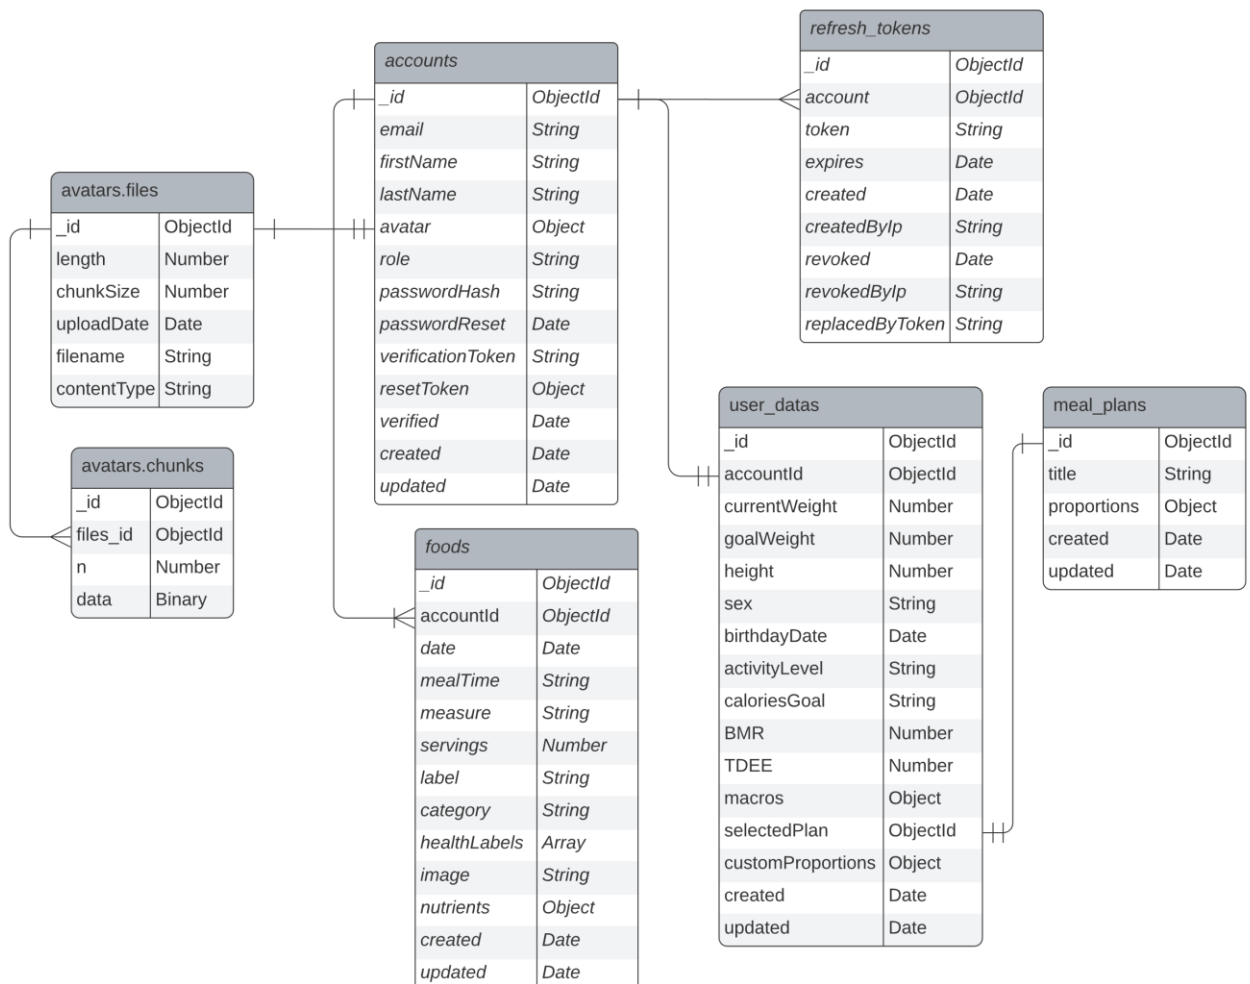 refresh_tokens
_id ObjectId
account ObjectId
token String
expires Date
created Date
createdByIp String
revoked Date
revokedByIp String
replacedByToken String
accounts
_id ObjectId
email String
firstName String
lastName String
avatar Object
role String
passwordHash String
passwordReset Date
verificationToken String
resetToken Object
verified Date
created Date
updated Date
avatars.files
_id ObjectId
length Number
chunkSize Number
uploadDate Date
filename String
contentType String
avatars.chunks
_id ObjectId
files_id ObjectId
n Number
data Binary
foods
_id ObjectId
accountId ObjectId
date Date
mealTime String
measure String
servings Number
label String
category String
healthLabels Array
image String
nutrients Object
created Date
updated Date
user_datas
_id ObjectId
accountId ObjectId
currentWeight Number
goalWeight Number
height Number
sex String
birthdayDate Date
activityLevel String
caloriesGoal String
BMR Number
TDEE Number
macros Object
selectedPlan ObjectId
customProportions Object
created Date
updated Date
meal_plans
_id ObjectId
title String
proportions Object
created Date
updated Date